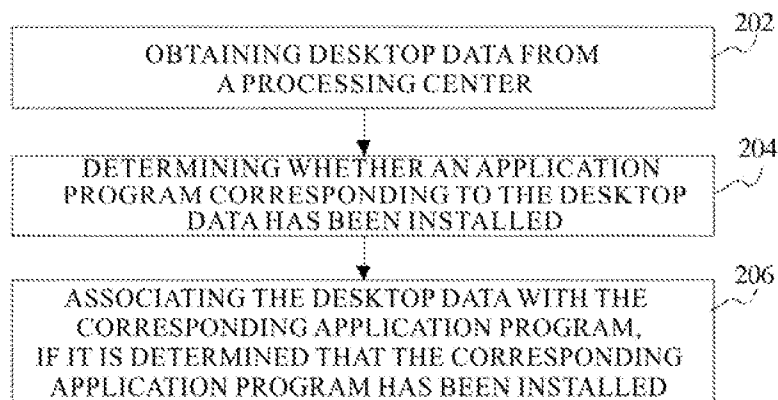 202
OBTAINING DESKTOP DATA FROM
A PROCESSING CENTER
204
DETERMINING WHETHER AN APPLICATION
PROGRAM CORRESPONDING TO THE DESKTOP
DATA HAS BEEN INSTALLED
206
ASSOCIATING THE DESKTOP DATA WITH THE
CORRESPONDING APPLICATION PROGRAM,
IF IT IS DETERMINED THAT THE CORRESPONDING
APPLICATION PROGRAM HAS BEEN INSTALLED